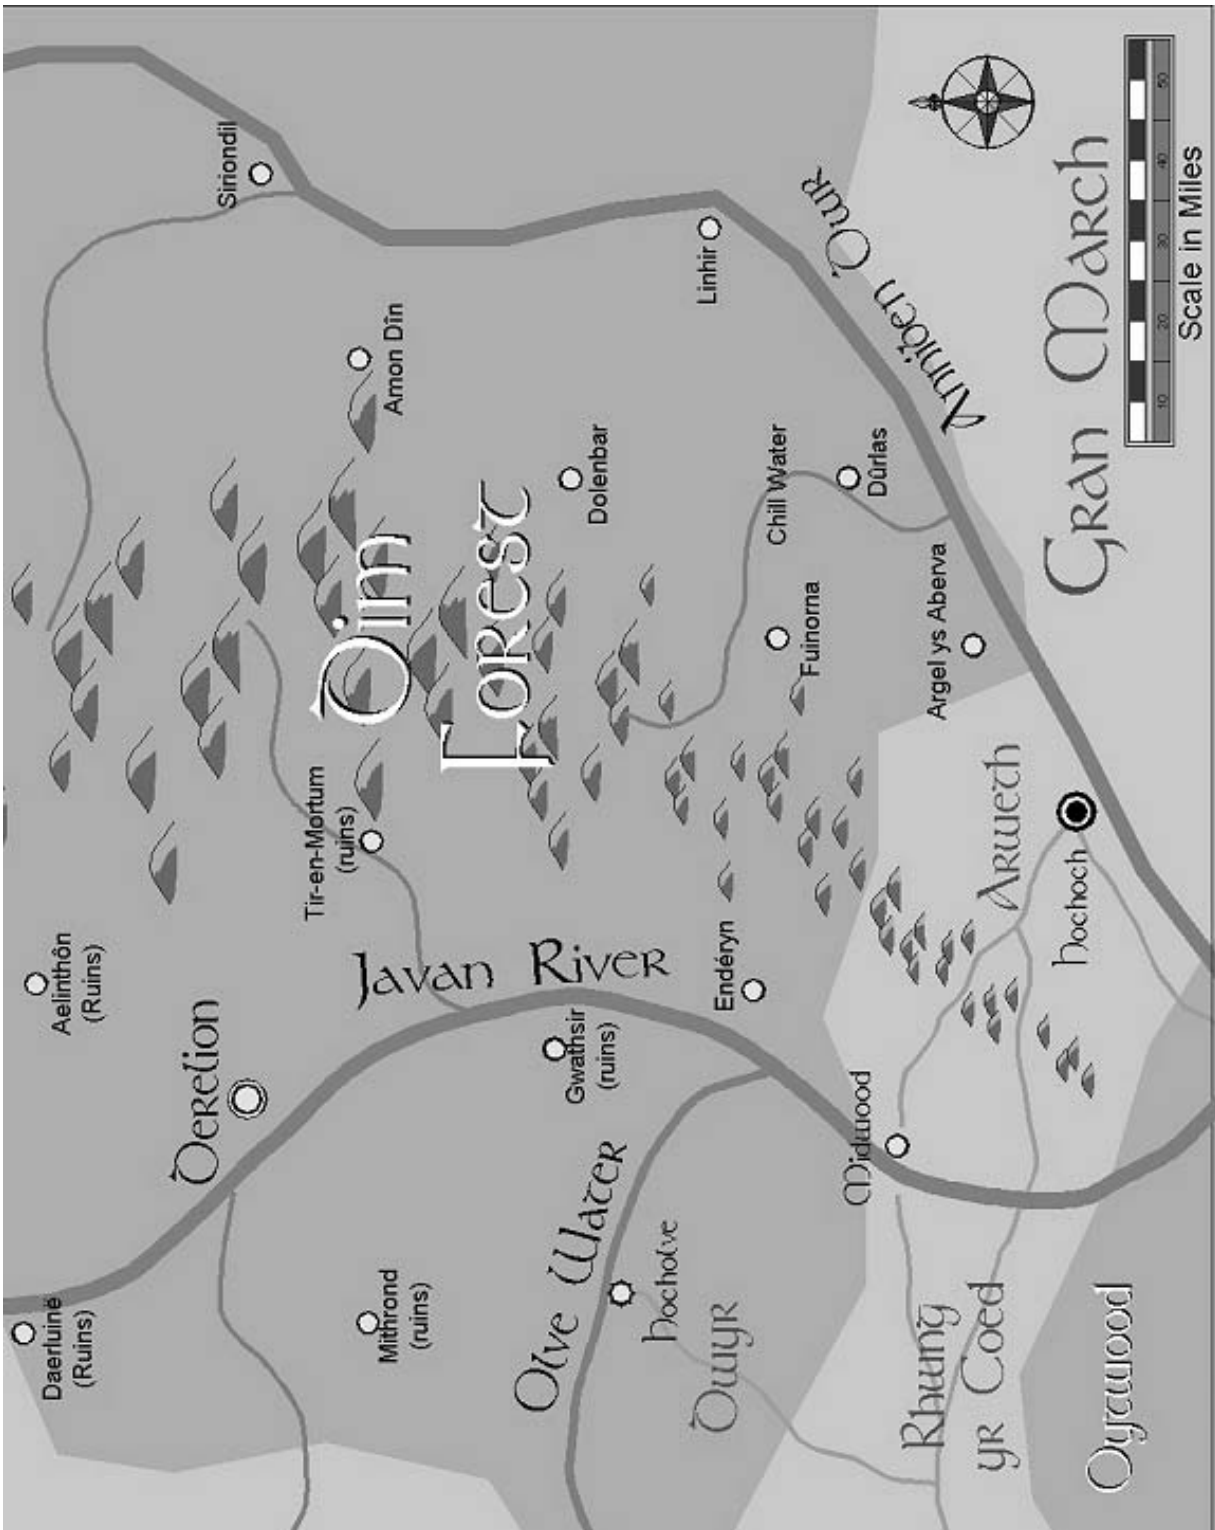 Daerluinë
(Ruins)
Aelinthôn
(Ruins)
Derelion
Siriondil
Tir-en-Mortum
(ruins)
Dim
Forest
Javan River
Mithrond
(ruins)
Amon Dîn
Olve Water
Gwathsir
(ruins)
Dolenbar
Hocholve
Linhir
Dwyr
Endéryn
Chill Water
Fuinorna
Midwood
Dûrlas
Anniben Dwr
Rhwng
yr Coed
Argel ys Aberva
Arweth
Hochoch
Gran March
Oytwood
10 20 30 40 50
Scale in Miles